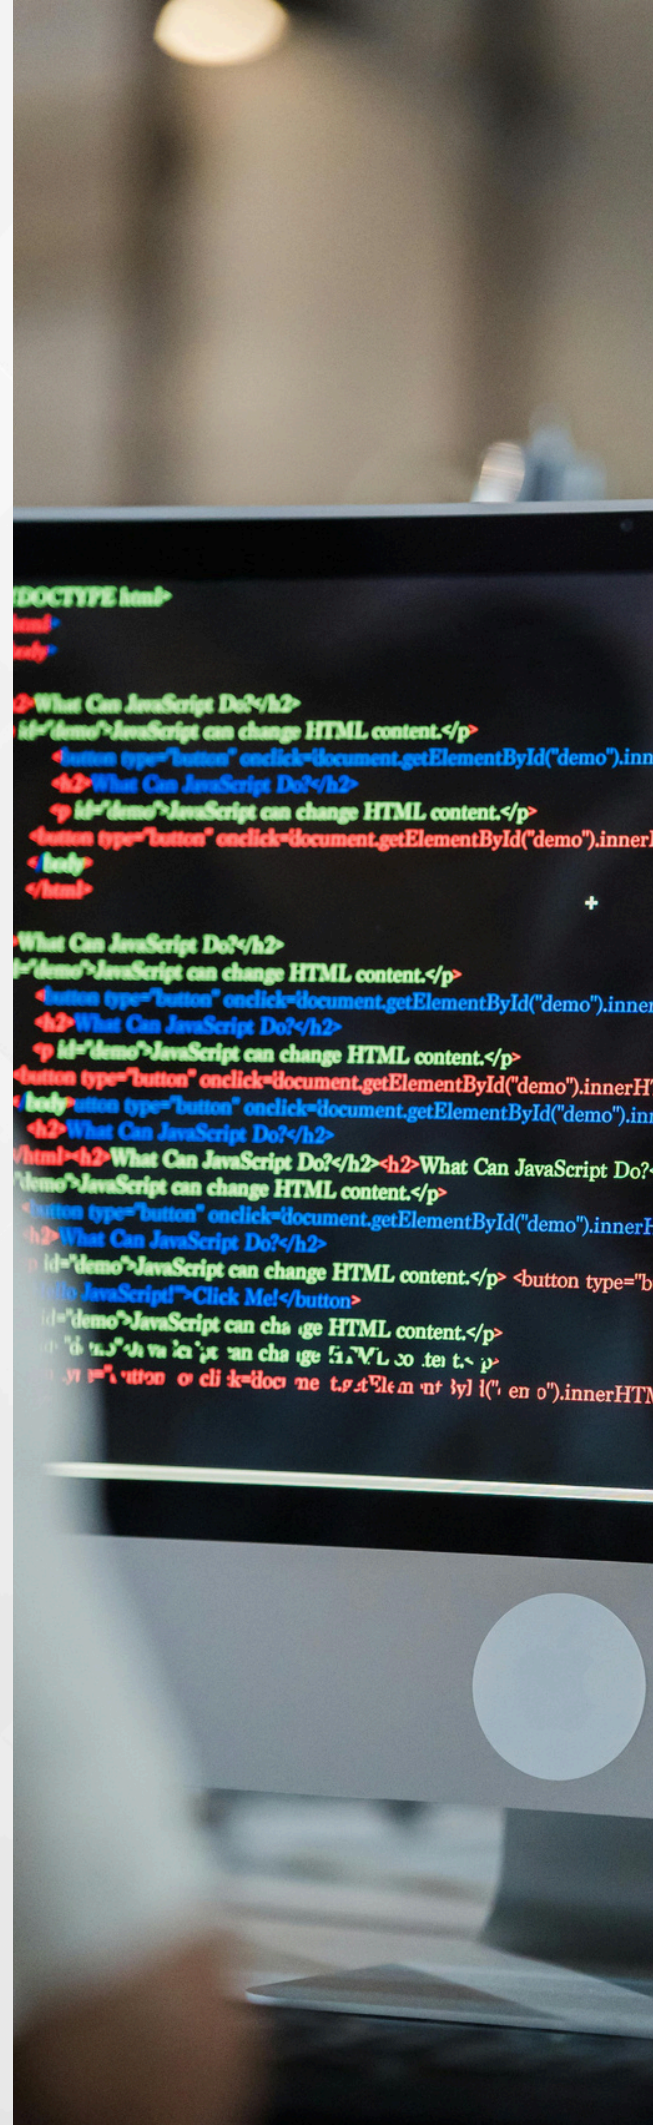 !DOCTYPE html>
html>
body>
2>What Can JavaScript Do?</h2>
id="demo">JavaScript can change HTML content.</p>
<button type="button" onclick='document.getElementById("demo").inn
<h2>What Can JavaScript Do?</h2>
<p id="demo">JavaScript can change HTML content.</p>
<button type="button" onclick='document.getElementById("demo").innerH
</body>
</html>
>What Can JavaScript Do?</h2>
="demo">JavaScript can change HTML content.</p>
<button type="button" onclick='document.getElementById("demo").inner
<h2>What Can JavaScript Do?</h2>
<p id="demo">JavaScript can change HTML content.</p>
<button type="button" onclick='document.getElementById("demo").innerHT
</body>utton type="button" onclick='document.getElementById("demo").inn
<h2>What Can JavaScript Do?</h2>
/html><h2>What Can JavaScript Do?</h2><h2>What Can JavaScript Do?<
"demo">JavaScript can change HTML content.</p>
<button type="button" onclick='document.getElementById("demo").innerH
h2>What Can JavaScript Do?</h2>
p id="demo">JavaScript can change HTML content.</p> <button type="b
JavaScript!"'>Click Me!</button>
id="demo">JavaScript can change HTML content.</p>
innerHTM